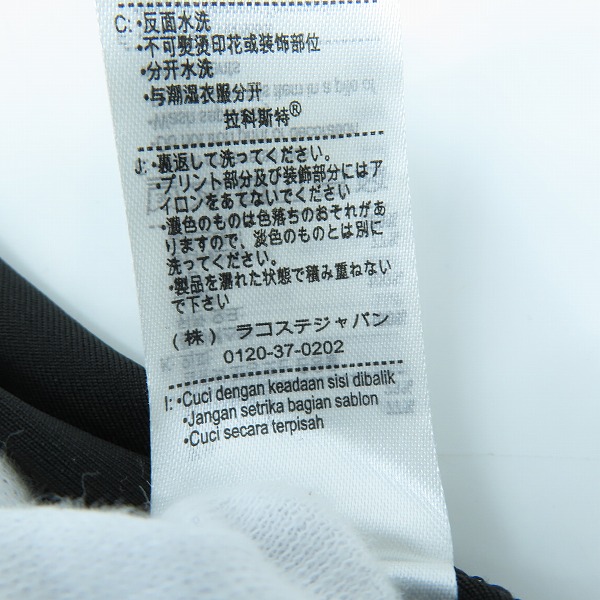 C: •反面水洗
•不可熨烫印花或装饰部位
•分开水洗
•与潮湿衣服分开
拉科斯特®
J: •裏返して洗ってください。
•プリント部分及び装飾部分にはア
イロンをあてないでください
•濃色のものは色落ちのおそれがあ
りますので、淡色のものとは別に
洗ってください。
•製品を濡れた状態で積み重ねない
で下さい
(株) ラコステジャパン
0120-37-0202
I: •Cuci dengan keadaan sisi dibalik
•Jangan setrika bagian sablon
•Cuci secara terpisah